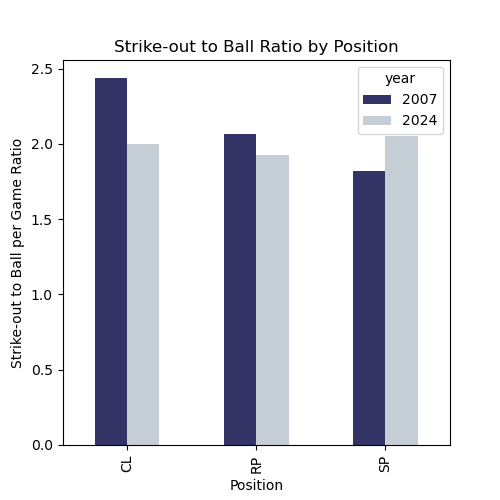 Strike-out to Ball Ratio by Position
year
2007
2024
Strike-out to Ball per Game Ratio
2.5
2.0
1.5
1.0
0.5
0.0
CL
RP
SP
Position